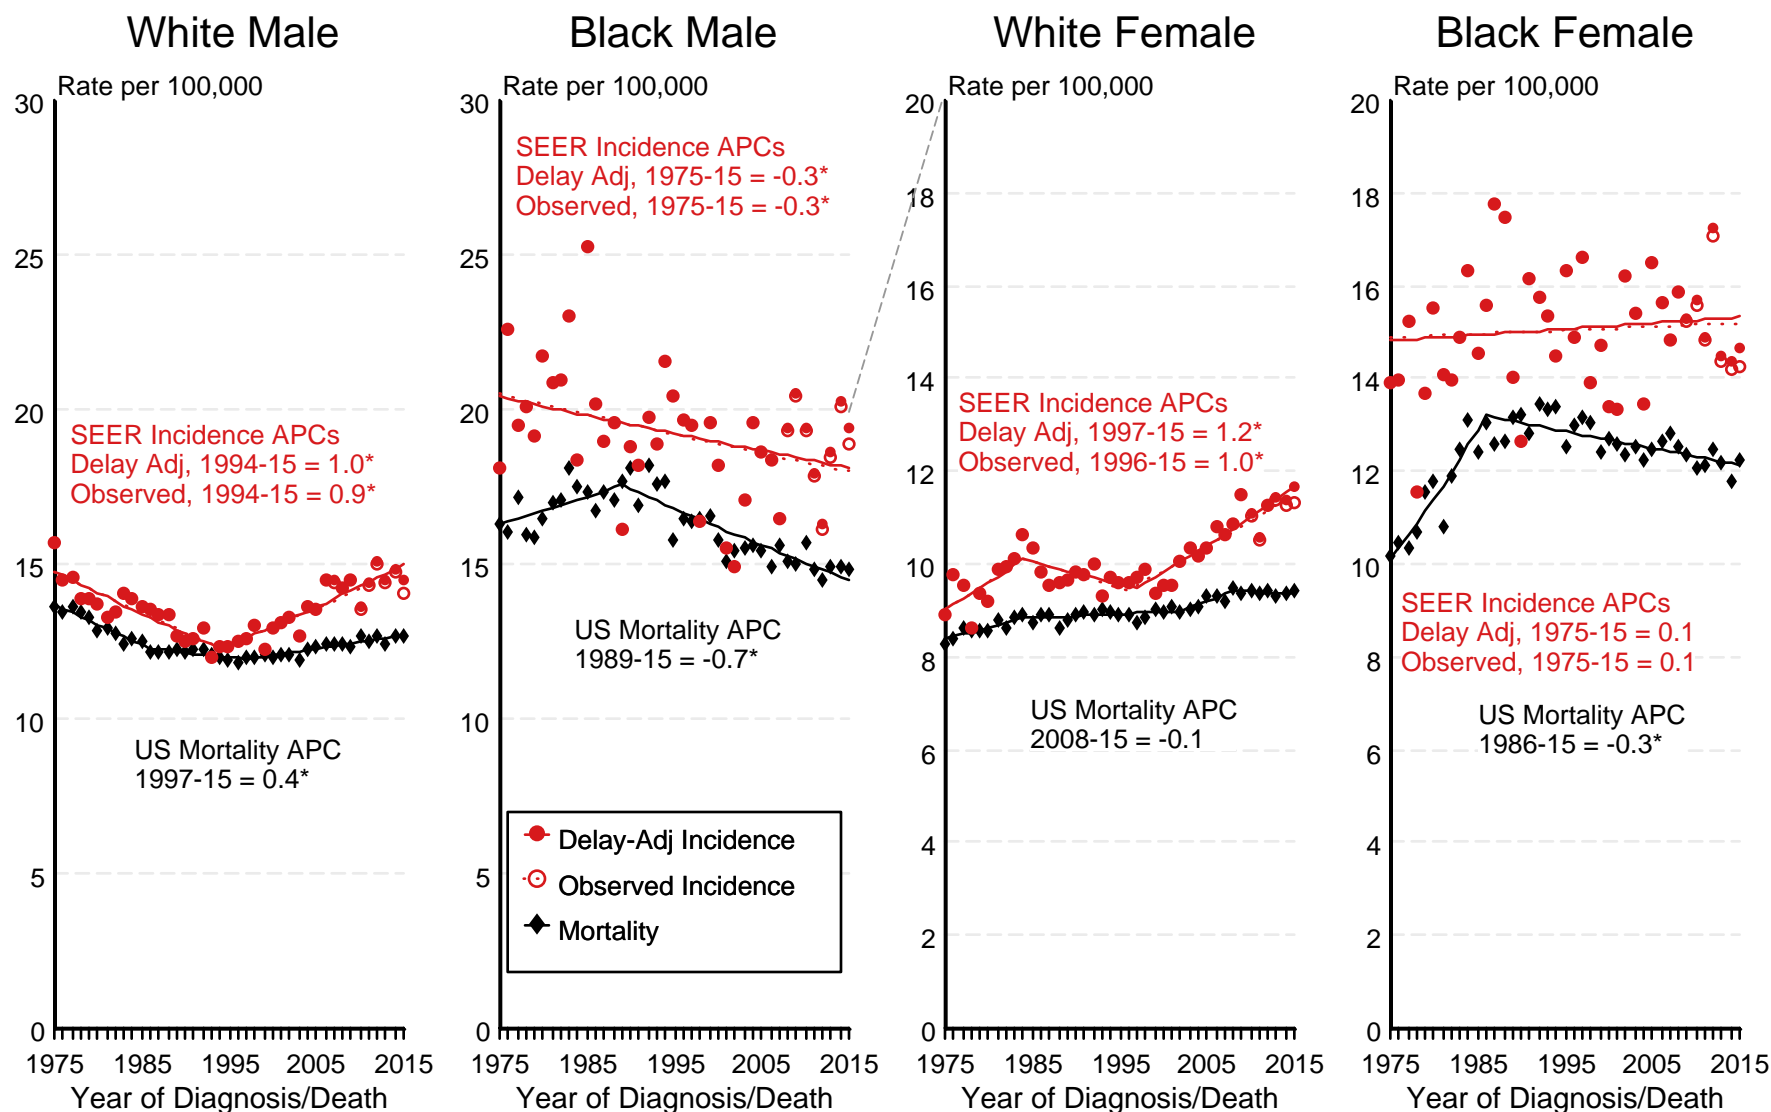 White Male
Rate per 100,000
30
25
20
15
10
5
0
SEER Incidence APCs
Delay Adj, 1994-15 = 1.0*
Observed, 1994-15 = 0.9*
US Mortality APC
1997-15 = 0.4*
1975 1985 1995 2005 2015
Year of Diagnosis/Death
Black Male
Rate per 100,000
30
25
20
15
10
5
0
SEER Incidence APCs
Delay Adj, 1975-15 = -0.3*
Observed, 1975-15 = -0.3*
US Mortality APC
1989-15 = -0.7*
Delay-Adj Incidence
Observed Incidence
Mortality
1975 1985 1995 2005 2015
Year of Diagnosis/Death
White Female
Rate per 100,000
20
18
16
14
12
10
8
6
4
2
0
SEER Incidence APCs
Delay Adj, 1997-15 = 1.2*
Observed, 1996-15 = 1.0*
US Mortality APC
2008-15 = -0.1
1975 1985 1995 2005 2015
Year of Diagnosis/Death
Black Female
Rate per 100,000
20
18
16
14
12
10
8
6
4
2
0
SEER Incidence APCs
Delay Adj, 1975-15 = 0.1
Observed, 1975-15 = 0.1
US Mortality APC
1986-15 = -0.3*
1975 1985 1995 2005 2015
Year of Diagnosis/Death